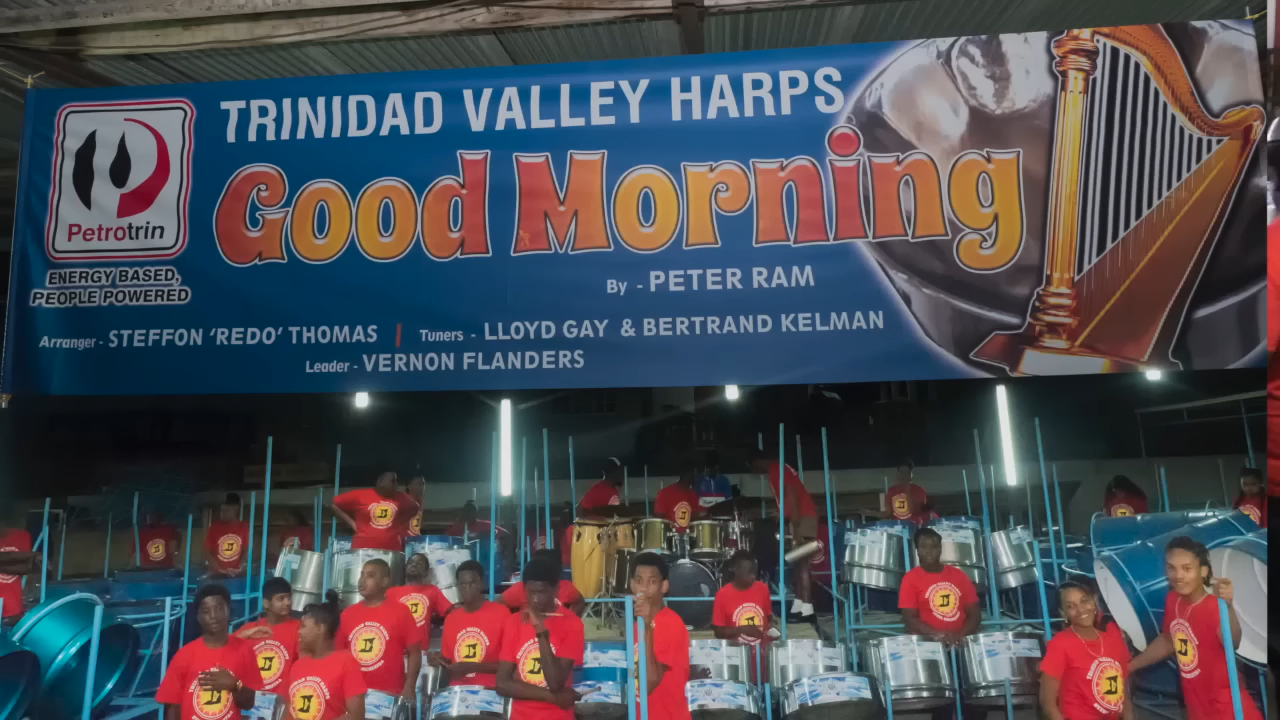 TRINIDAD VALLEY HARPS
Good Morning
By - PETER RAM
Petrotrin
ENERGY BASED,
PEOPLE POWERED
Arranger - STEFFON 'REDO' THOMAS | Tuners - LLOYD GAY & BERTRAND KELMAN
Leader - VERNON FLANDERS